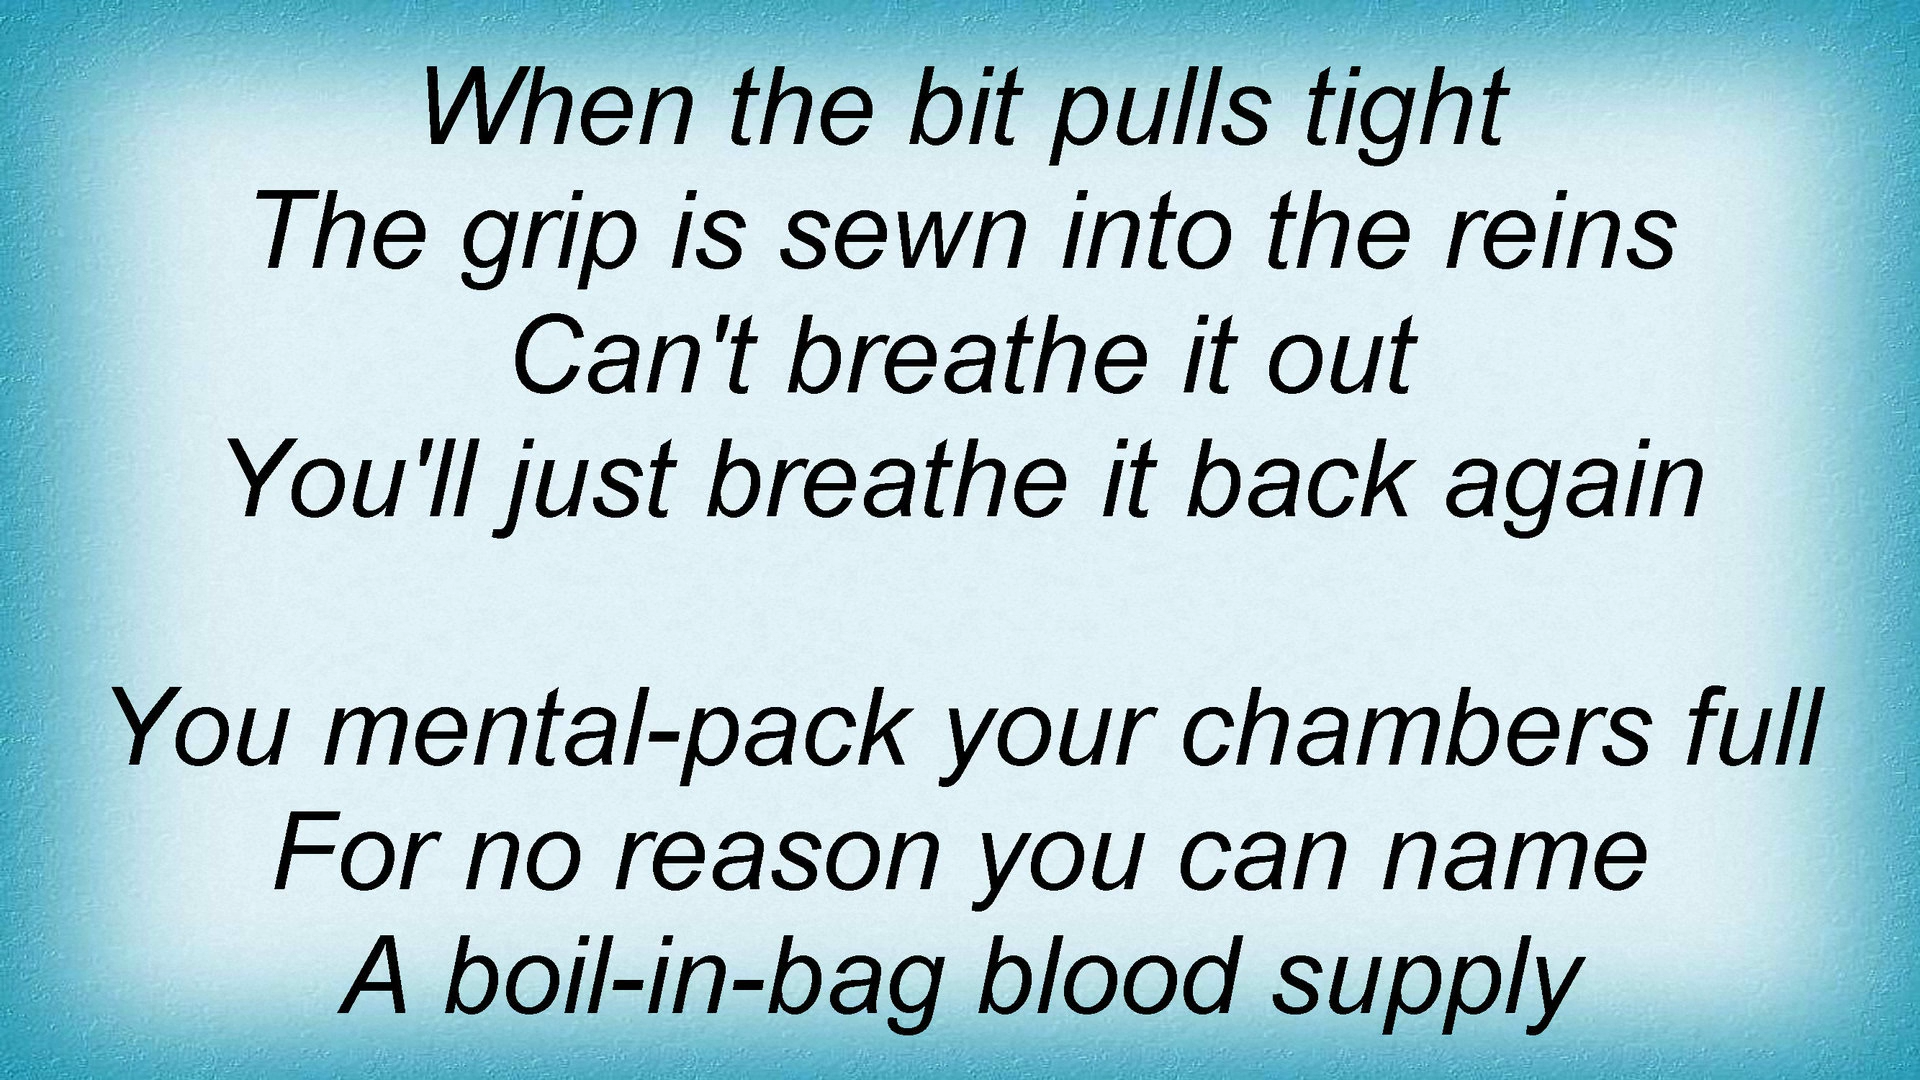 When the bit pulls tight
The grip is sewn into the reins
Can't breathe it out
You'll just breathe it back again
You mental-pack your chambers full
For no reason you can name
A boil-in-bag blood supply